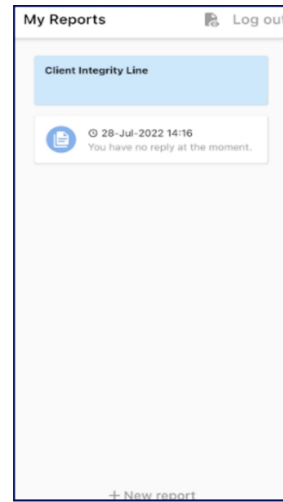 My Reports Log out
Client Integrity Line
28-Jul-2022 14:16
You have no reply at the moment.
+ New report